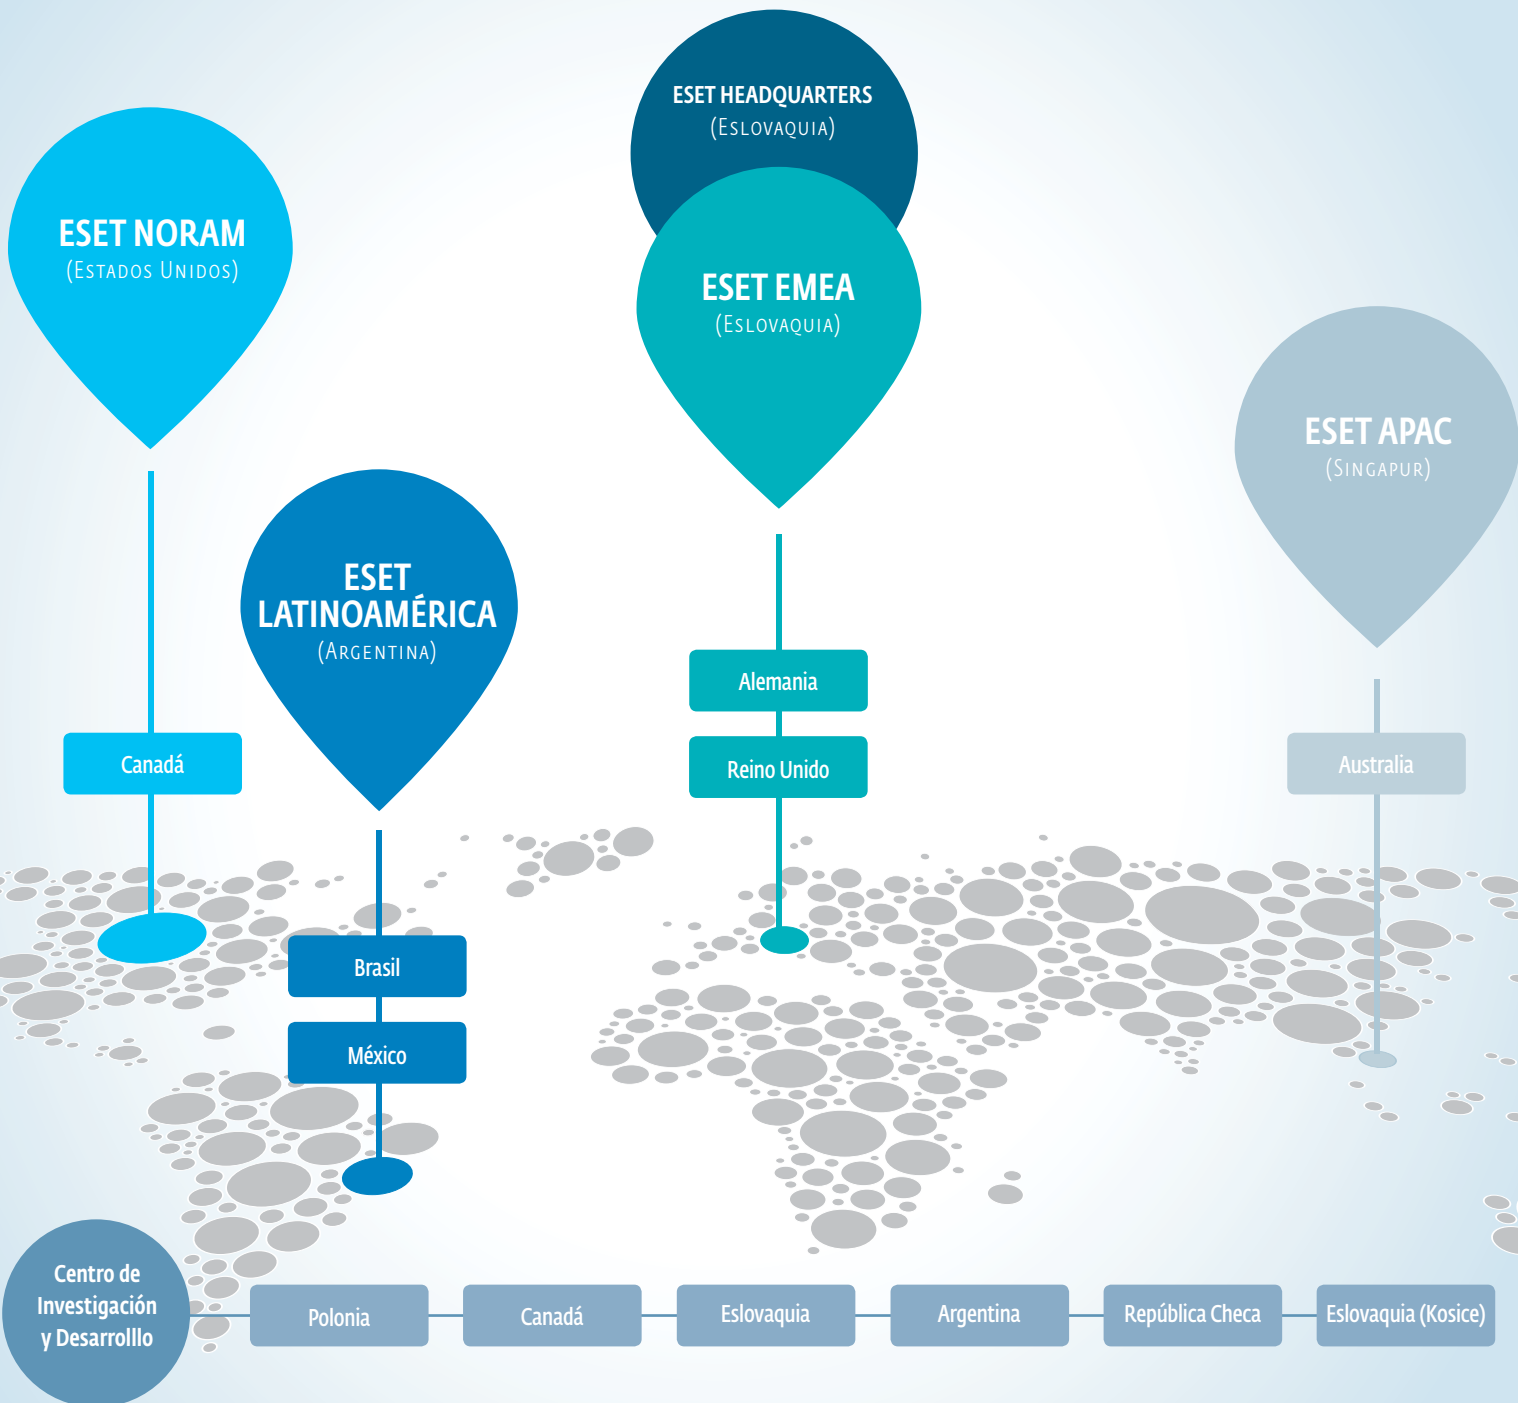 ESET HEADQUARTERS
(Eslovaquia)
ESET NORAM
(Estados Unidos)
ESET EMEA
(Eslovaquia)
ESET APAC
(Singapur)
ESET
LATINOAMÉRICA
(Argentina)
Alemania
Reino Unido
Canadá
Australia
Brasil
México
Centro de
Investigación
y Desarrolllo
Polonia
Canadá
Eslovaquia
Argentina
República Checa
Eslovaquia (Kosice)